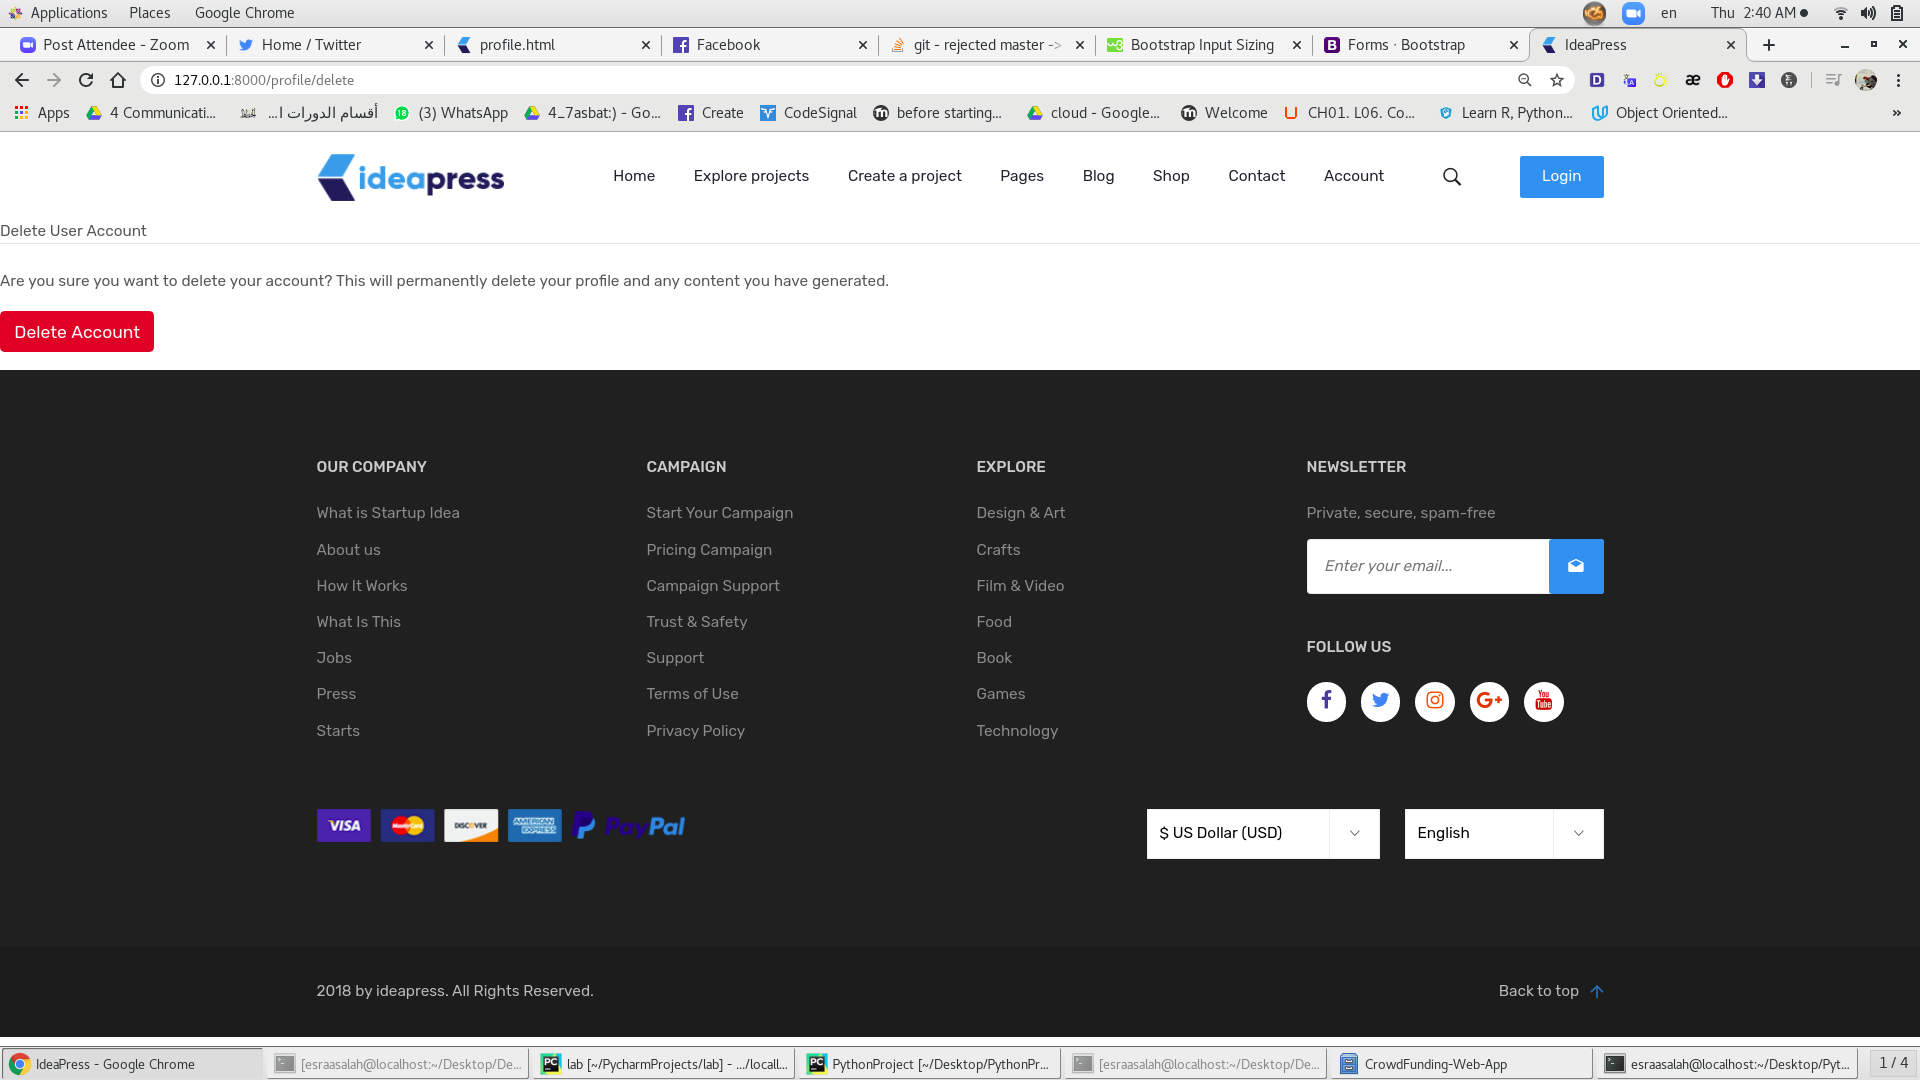 Applications Places Google Chrome en Thu 2:40 AM
Post Attendee - Zoom Home / Twitter profile.html Facebook git - rejected master -> Bootstrap Input Sizing Forms · Bootstrap IdeaPress
127.0.0.1:8000/profile/delete
Apps 4 Communicati... أقسام الدورات ا... (3) WhatsApp 4_7asbat:) - Go... Create CodeSignal before starting... cloud - Google... Welcome CH01. L06. Co... Learn R, Python... Object Oriented... »
ideapress Home Explore projects Create a project Pages Blog Shop Contact Account Login
Delete User Account
Are you sure you want to delete your account? This will permanently delete your profile and any content you have generated.
Delete Account
OUR COMPANY
What is Startup Idea
About us
How It Works
What Is This
Jobs
Press
Starts
CAMPAIGN
Start Your Campaign
Pricing Campaign
Campaign Support
Trust & Safety
Support
Terms of Use
Privacy Policy
EXPLORE
Design & Art
Crafts
Film & Video
Food
Book
Games
Technology
NEWSLETTER
Private, secure, spam-free
Enter your email...
FOLLOW US
VISA MasterCard DISCOVER AMERICAN EXPRESS PayPal
$ US Dollar (USD) English
2018 by ideapress. All Rights Reserved. Back to top
IdeaPress - Google Chrome [esraasalah@localhost:~/Desktop/De... lab [~/PycharmProjects/lab] - .../locall... PythonProject [~/Desktop/PythonPr... [esraasalah@localhost:~/Desktop/De... CrowdFunding-Web-App esraasalah@localhost:~/Desktop/Pyt... 1 / 4